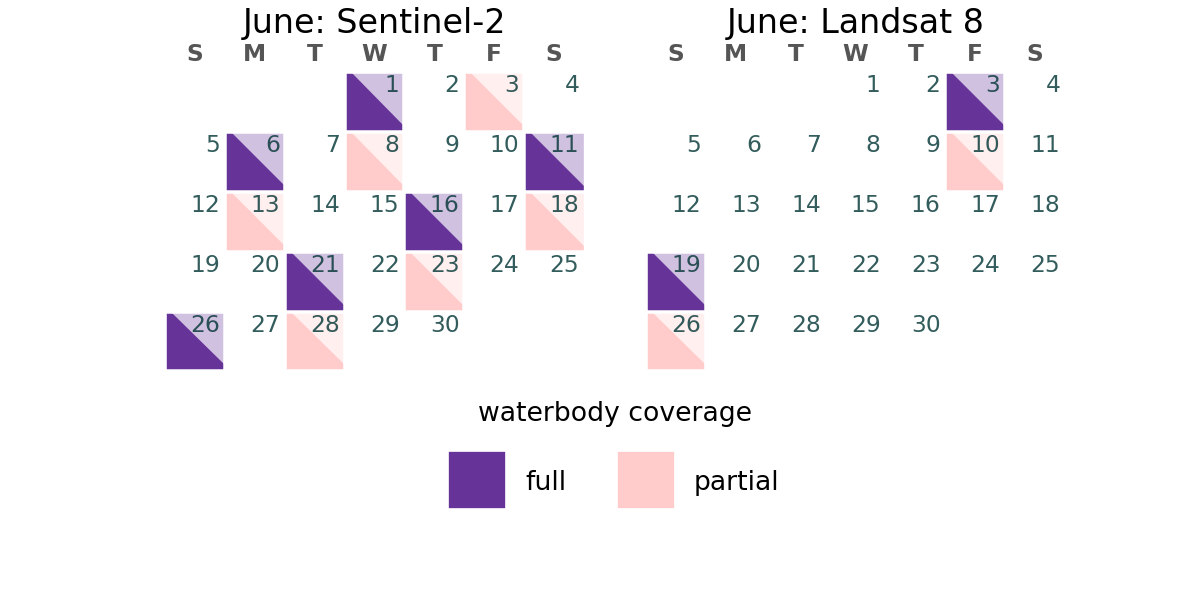 June: Sentinel-2
S M T W T F S
1 2 3 4
5 6 7 8 9 10 11
12 13 14 15 16 17 18
19 20 21 22 23 24 25
26 27 28 29 30
June: Landsat 8
S M T W T F S
1 2 3 4
5 6 7 8 9 10 11
12 13 14 15 16 17 18
19 20 21 22 23 24 25
26 27 28 29 30
waterbody coverage
full partial